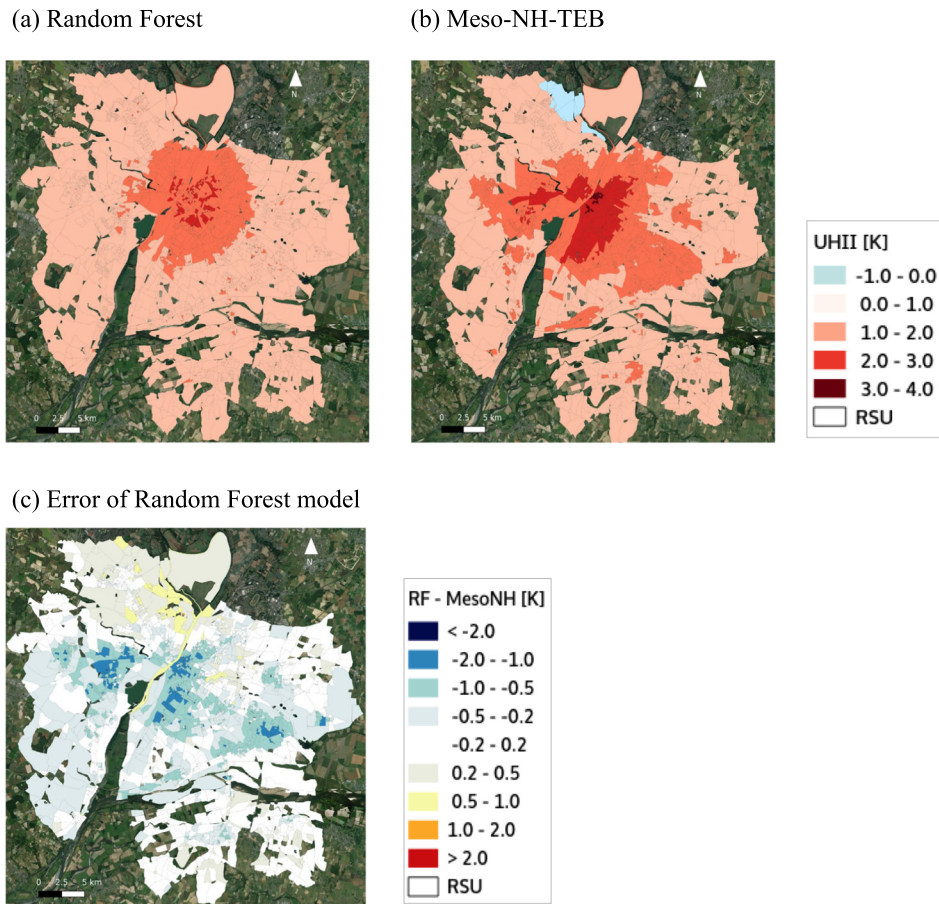 (a) Random Forest
(b) Meso-NH-TEB
N
0 2.5 5 km
N
0 2.5 5 km
UHII [K]
-1.0 - 0.0
0.0 - 1.0
1.0 - 2.0
2.0 - 3.0
3.0 - 4.0
RSU
(c) Error of Random Forest model
N
0 2.5 5 km
RF - MesoNH [K]
< -2.0
-2.0 - -1.0
-1.0 - -0.5
-0.5 - -0.2
-0.2 - 0.2
0.2 - 0.5
0.5 - 1.0
1.0 - 2.0
> 2.0
RSU